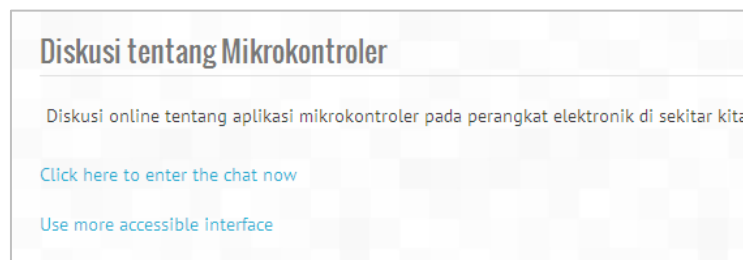 Diskusi tentang Mikrokontroler
Diskusi online tentang aplikasi mikrokontroler pada perangkat elektronik di sekitar kita
Click here to enter the chat now
Use more accessible interface